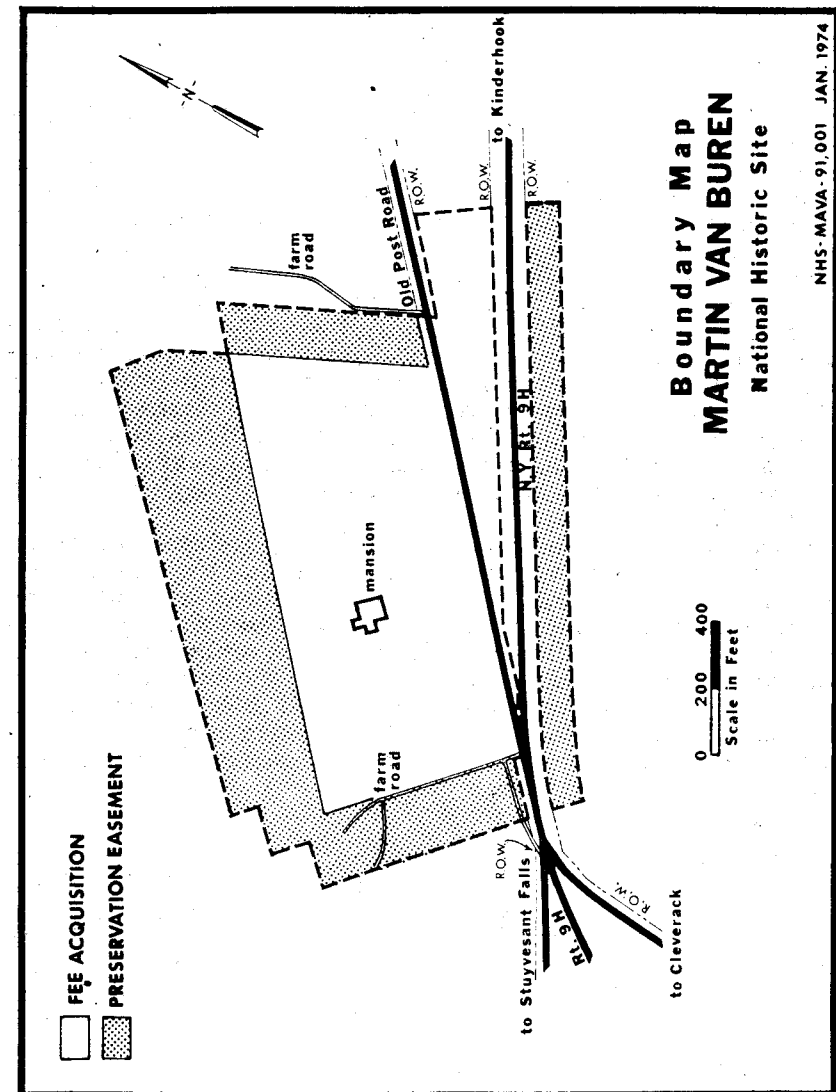 FEE ACQUISITION
PRESERVATION EASEMENT
-N-
farm
road
Old Post Road
R.O.W.
R.O.W.
to Kinderhook
R.O.W.
mansion
N.Y. Rt. 9H
farm
road
R.O.W.
to Stuyvesant Falls
Rt. 9H
R.O.W.
to Cleverack
0 200 400
Scale in Feet
Boundary Map
MARTIN VAN BUREN
National Historic Site
NHS-MAVA-91,001 JAN. 1974